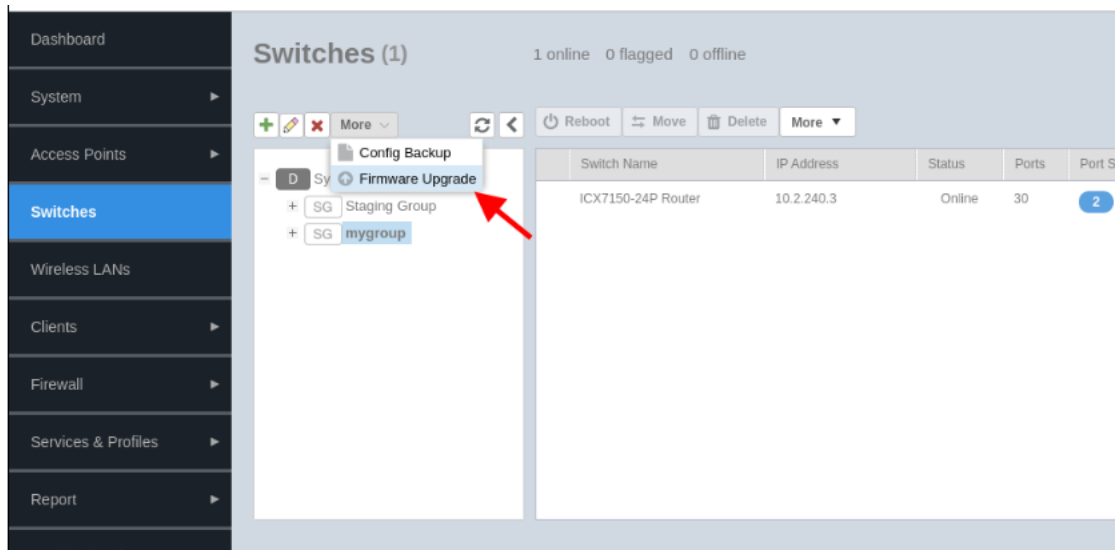 Dashboard
System
Access Points
Switches
Wireless LANs
Clients
Firewall
Services & Profiles
Report
Switches (1)
1 online 0 flagged 0 offline
More
Config Backup
Firmware Upgrade
D Sy
SG Staging Group
SG mygroup
Reboot Move Delete More
Switch Name IP Address Status Ports Port S
ICX7150-24P Router 10.2.240.3 Online 30 2